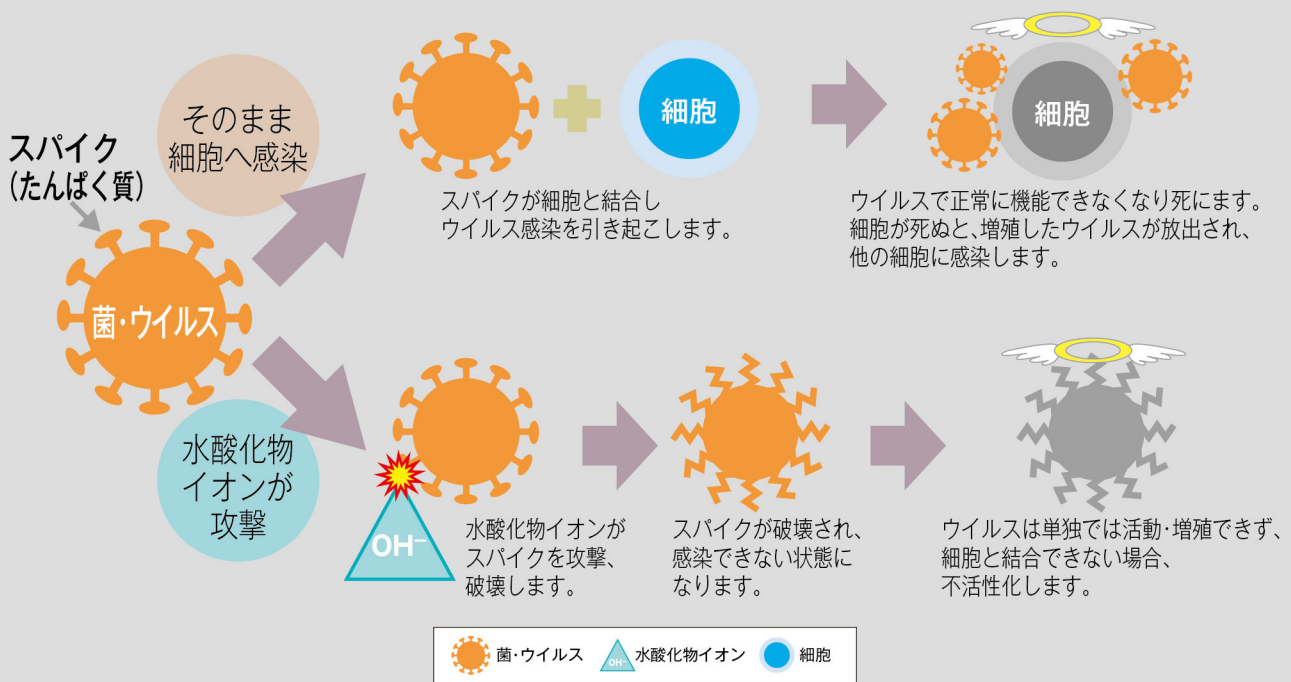 スパイク
(たんぱく質)
菌・ウイルス
そのまま
細胞へ感染
細胞
スパイクが細胞と結合し
ウイルス感染を引き起こします。
細胞
ウイルスで正常に機能できなくなり死にます。
細胞が死ぬと、増殖したウイルスが放出され、
他の細胞に感染します。
水酸化物
イオンが
攻撃
OH⁻
水酸化物イオンが
スパイクを攻撃、
破壊します。
スパイクが破壊され、
感染できない状態に
なります。
ウイルスは単独では活動・増殖できず、
細胞と結合できない場合、
不活性化します。
菌・ウイルス OH⁻ 水酸化物イオン 細胞